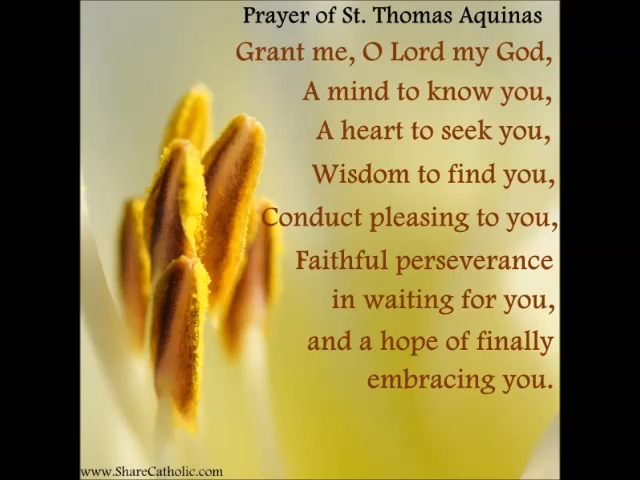 Prayer of St. Thomas Aquinas
Grant me, O Lord my God,
A mind to know you,
A heart to seek you,
Wisdom to find you,
Conduct pleasing to you,
Faithful perseverance
in waiting for you,
and a hope of finally
embracing you.
www.ShareCatholic.com